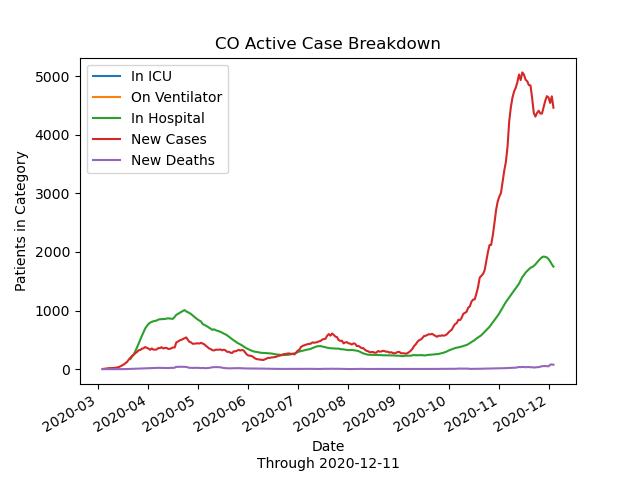 CO Active Case Breakdown
In ICU
On Ventilator
In Hospital
New Cases
New Deaths
Patients in Category
5000
4000
3000
2000
1000
0
2020-03
2020-04
2020-05
2020-06
2020-07
2020-08
2020-09
2020-10
2020-11
2020-12
Date
Through 2020-12-11